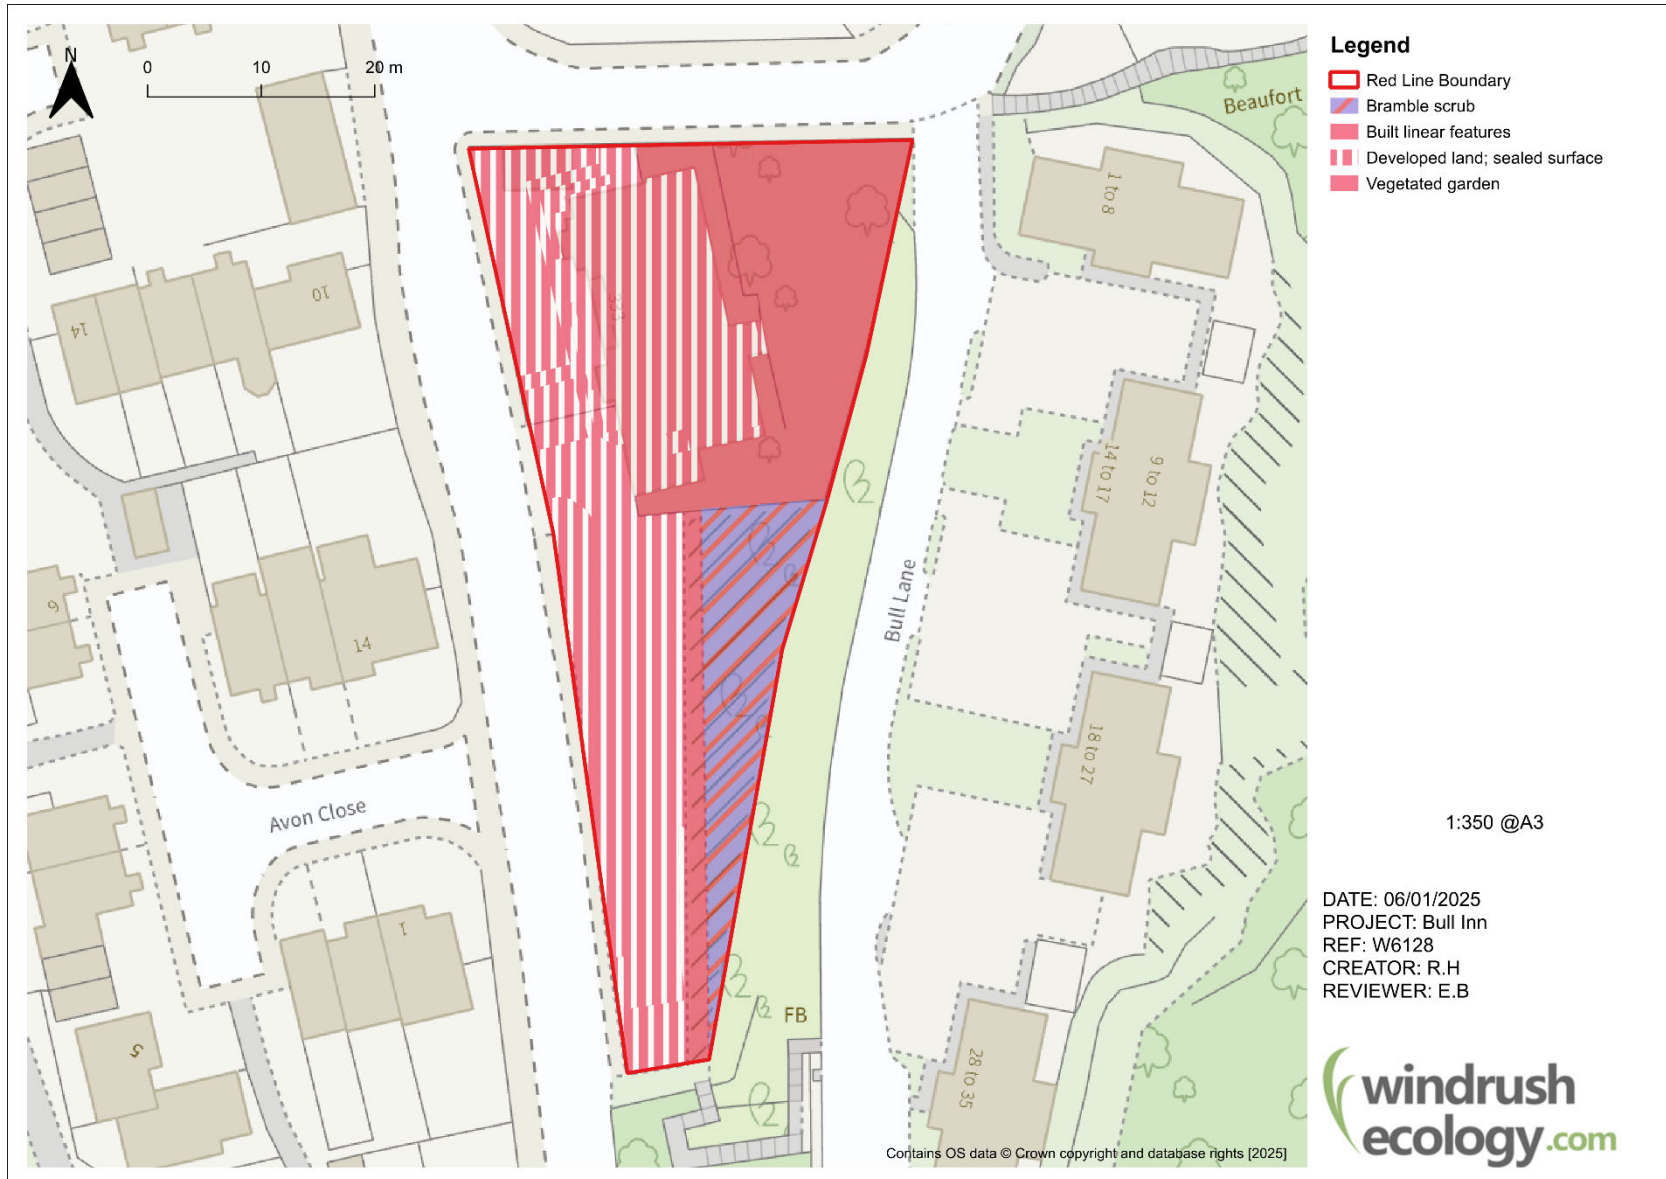 N
0 10 20 m
Beaufort
1 to 8
333
10
14
14 to 17
9 to 12
6
14
Bull Lane
18 to 27
Avon Close
1
FB
5
28 to 35
Contains OS data © Crown copyright and database rights [2025]
Legend
Red Line Boundary
Bramble scrub
Built linear features
Developed land; sealed surface
Vegetated garden
1:350 @A3
DATE: 06/01/2025
PROJECT: Bull Inn
REF: W6128
CREATOR: R.H
REVIEWER: E.B
windrush
ecology.com